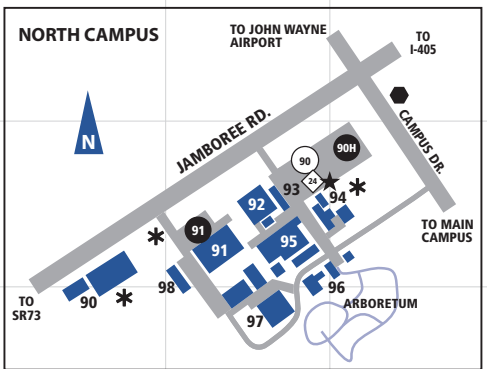 NORTH CAMPUS
TO JOHN WAYNE
AIRPORT
TO
I-405
N
JAMBOREE RD.
CAMPUS DR.
90H
90
24
93
94
92
91
91
95
TO MAIN
CAMPUS
98
90
96
ARBORETUM
TO
SR73
97